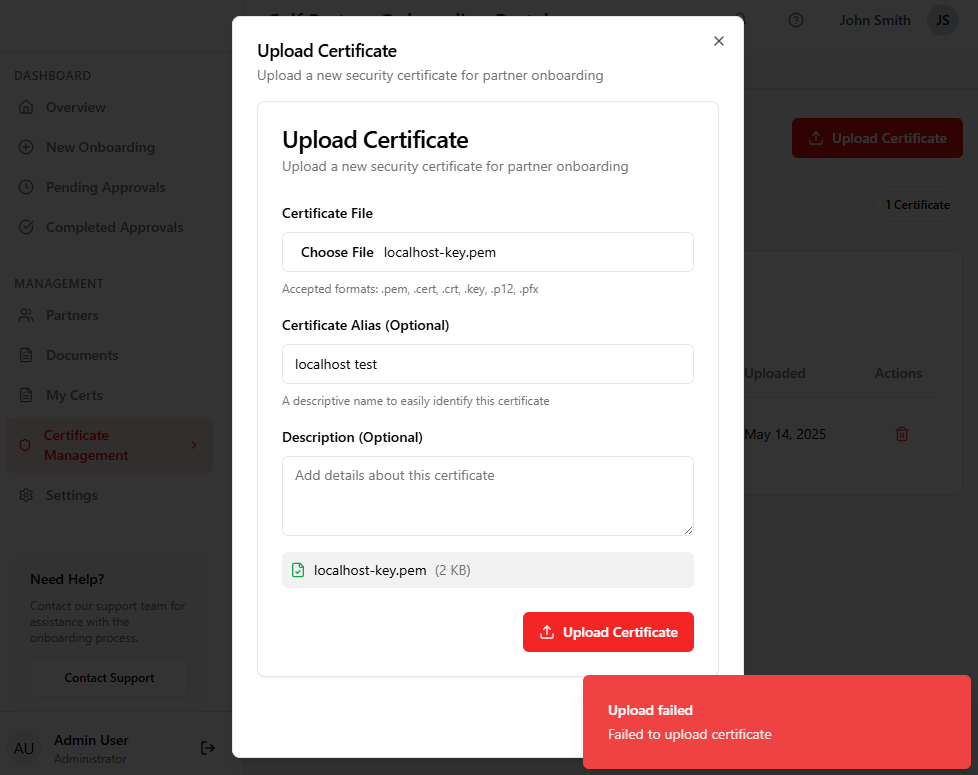 John Smith
JS
DASHBOARD
Overview
New Onboarding
Pending Approvals
Completed Approvals
MANAGEMENT
Partners
Documents
My Certs
Certificate
Management
Settings
Need Help?
Contact our support team for
assistance with the
onboarding process.
Contact Support
AU
Admin User
Administrator
Upload Certificate
1 Certificate
Uploaded
Actions
May 14, 2025
Upload Certificate
Upload a new security certificate for partner onboarding
Upload Certificate
Upload a new security certificate for partner onboarding
Certificate File
Choose File localhost-key.pem
Accepted formats: .pem, .cert, .crt, .key, .p12, .pfx
Certificate Alias (Optional)
localhost test
A descriptive name to easily identify this certificate
Description (Optional)
Add details about this certificate
localhost-key.pem (2 KB)
Upload Certificate
Upload failed
Failed to upload certificate